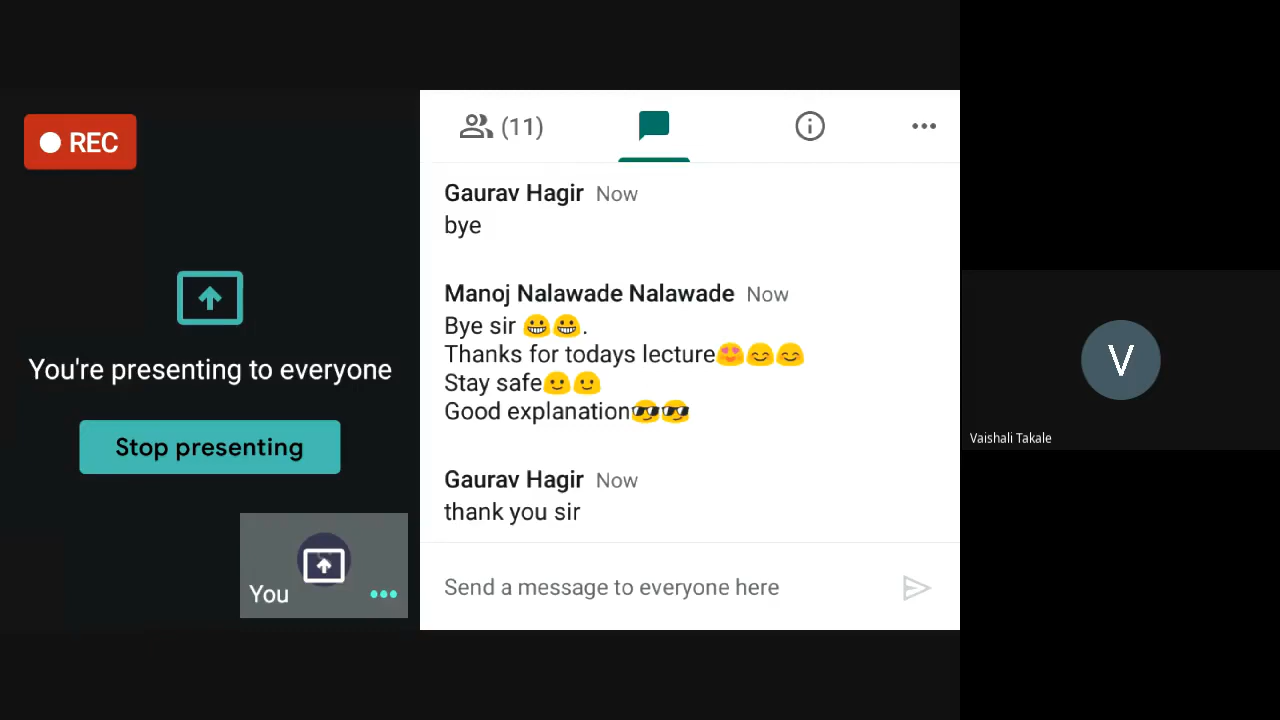 REC
You're presenting to everyone
Stop presenting
You
(11)
Gaurav Hagir Now
bye
Manoj Nalawade Nalawade Now
Bye sir 😀😀.
Thanks for todays lecture😍😊😊
Stay safe🙂🙂
Good explanation😎😎
Gaurav Hagir Now
thank you sir
Send a message to everyone here
V
Vaishali Takale